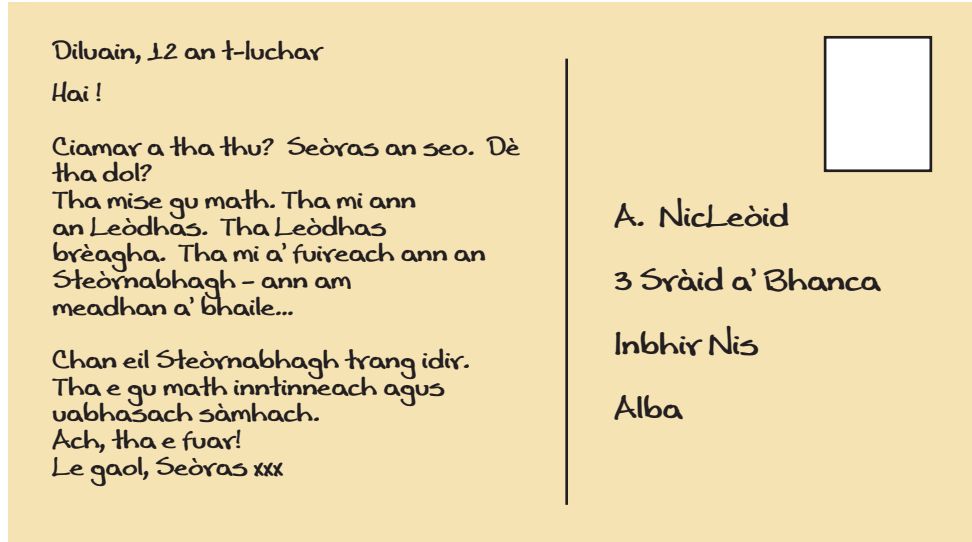 Diluain, 12 an t-Iuchar
Hai !
Ciamar a tha thu? Seòras an seo. Dè
tha dol?
Tha mise gu math. Tha mi ann
an Leòdhas. Tha Leòdhas
brèagha. Tha mi a' fuireach ann an
Steòrnabhagh – ann am
meadhan a' bhaile...
Chan eil Steòrnabhagh trang idir.
Tha e gu math inntinneach agus
uabhasach sàmhach.
Ach, tha e fuar!
Le gaol, Seòras xxx
A. NicLeòid
3 Sràid a' Bhanca
Inbhir Nis
Alba